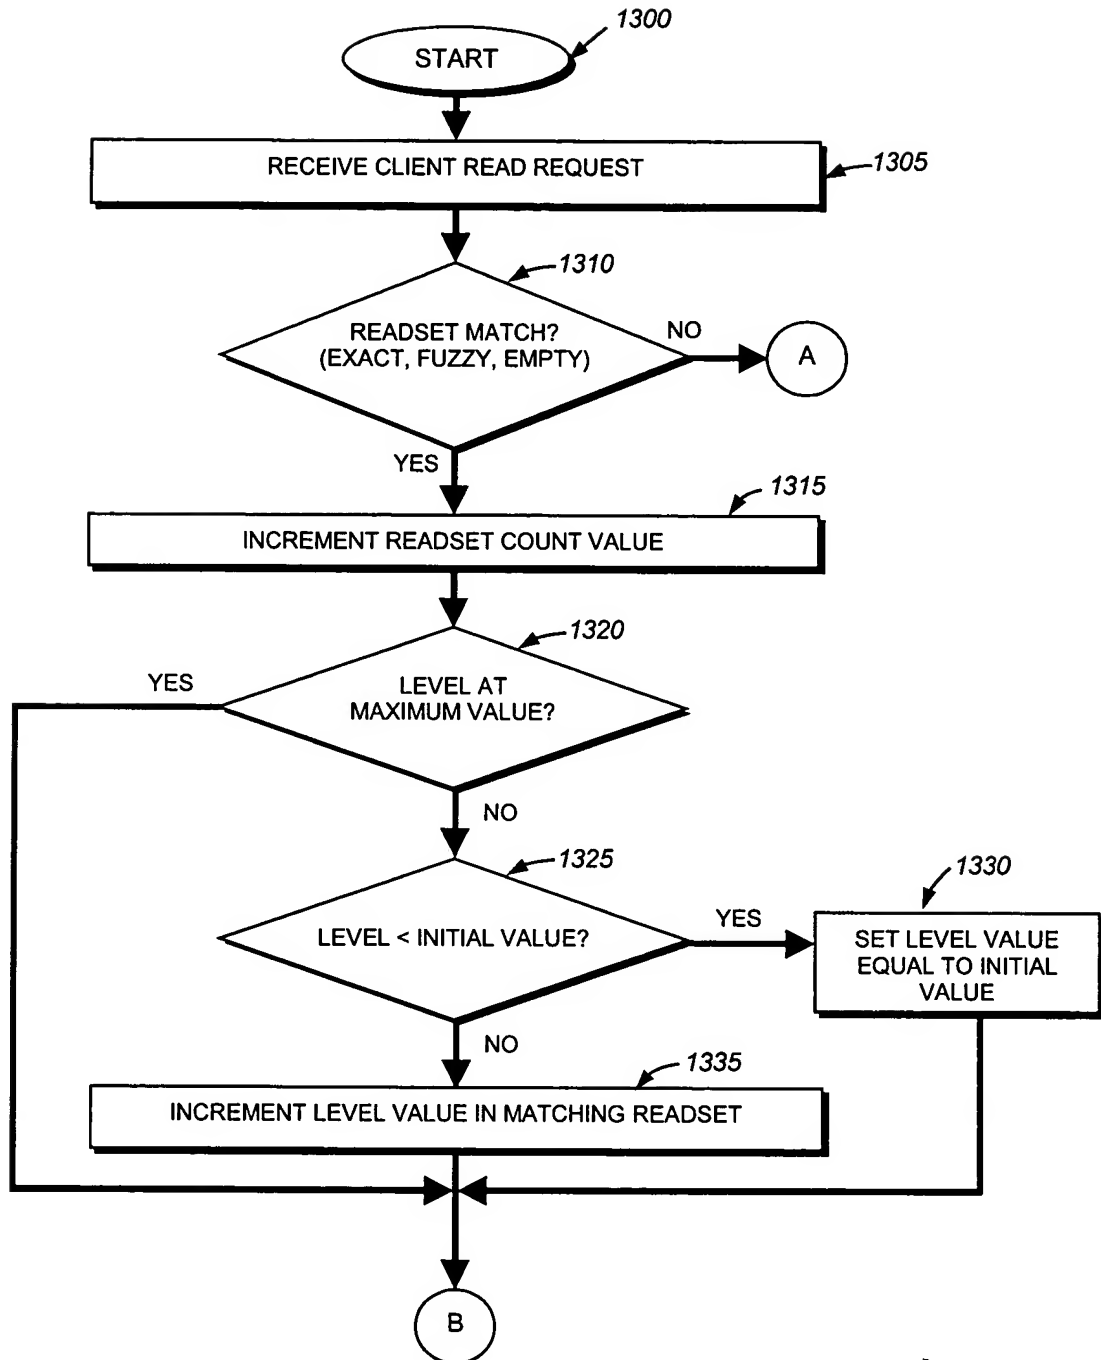 1300
START
RECEIVE CLIENT READ REQUEST
1305
1310
READSET MATCH?
(EXACT, FUZZY, EMPTY)
NO
A
YES
1315
INCREMENT READSET COUNT VALUE
1320
YES
LEVEL AT
MAXIMUM VALUE?
NO
1325
LEVEL < INITIAL VALUE?
YES
1330
SET LEVEL VALUE
EQUAL TO INITIAL
VALUE
NO
1335
INCREMENT LEVEL VALUE IN MATCHING READSET
B